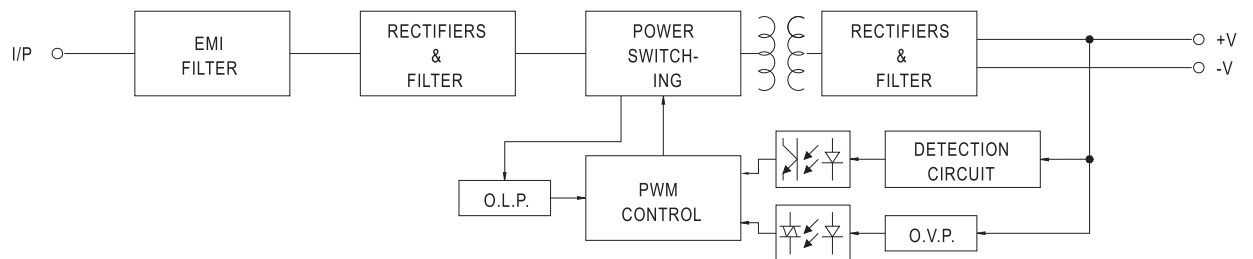 I/P
EMI
FILTER
RECTIFIERS
&
FILTER
POWER
SWITCH-
ING
RECTIFIERS
&
FILTER
+V
-V
O.L.P.
PWM
CONTROL
DETECTION
CIRCUIT
O.V.P.